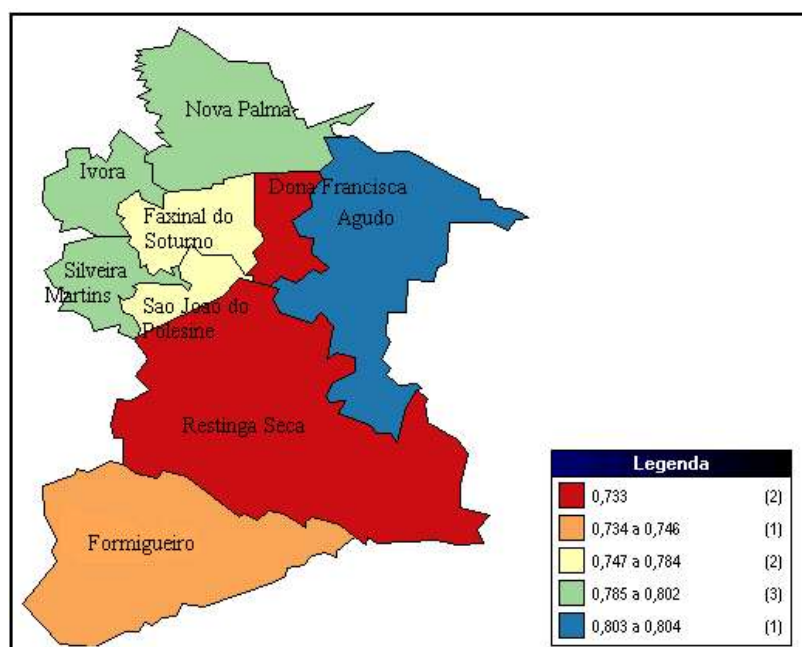 Nova Palma
Ivora
Dona Francisca
Faxinal do
Soturno
Agudo
Silveira
Martins
Sao Joao do
Polesine
Restinga Seca
Formigueiro
Legenda
0,733 (2)
0,734 a 0,746 (1)
0,747 a 0,784 (2)
0,785 a 0,802 (3)
0,803 a 0,804 (1)